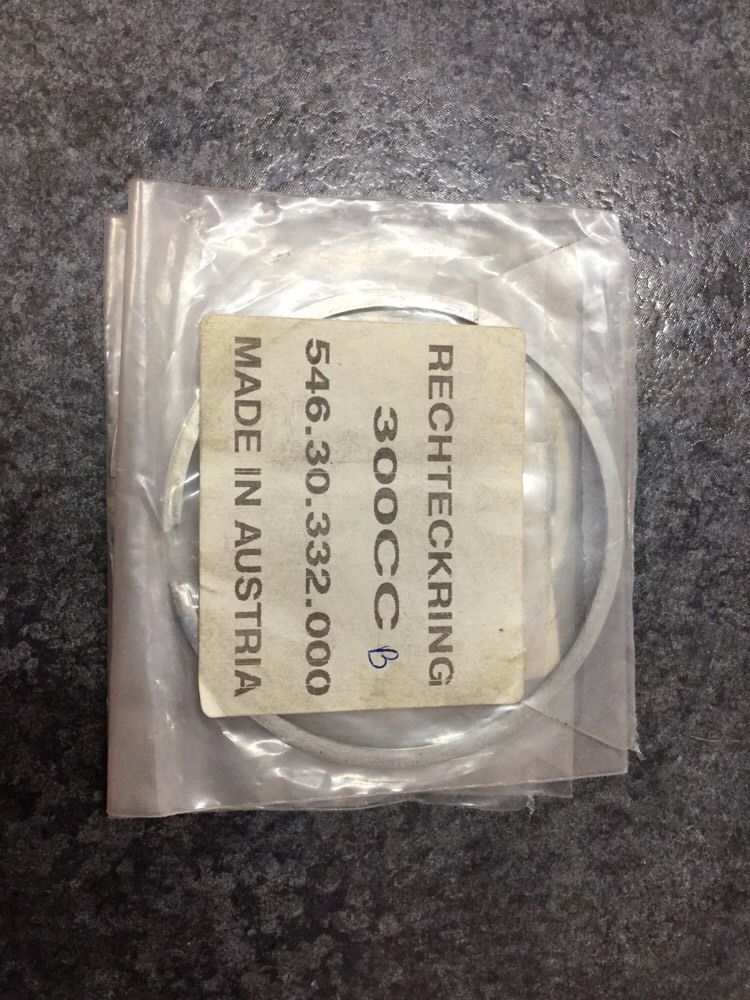 RECHTECKRING
300CC B
546.30.332.000
MADE IN AUSTRIA